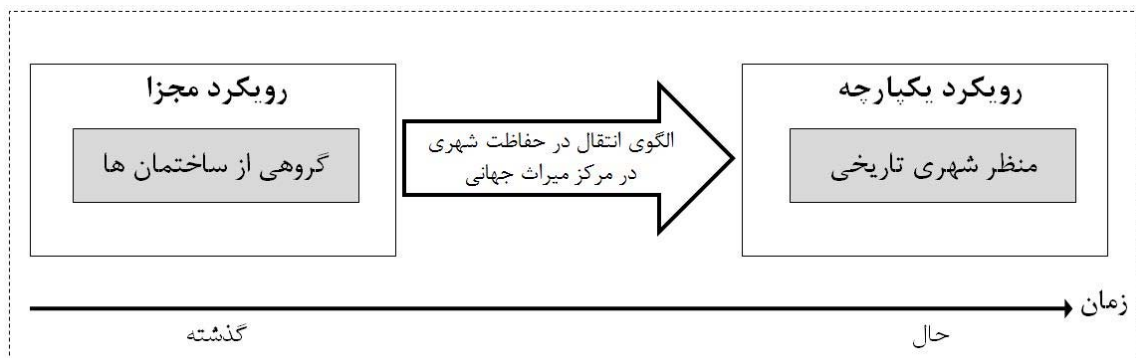 رویکرد مجزا
گروهی از ساختمان ها
الگوی انتقال در حفاظت شهری
در مرکز میراث جهانی
رویکرد یکپارچه
منظر شهری تاریخی
زمان
گذشته
حال